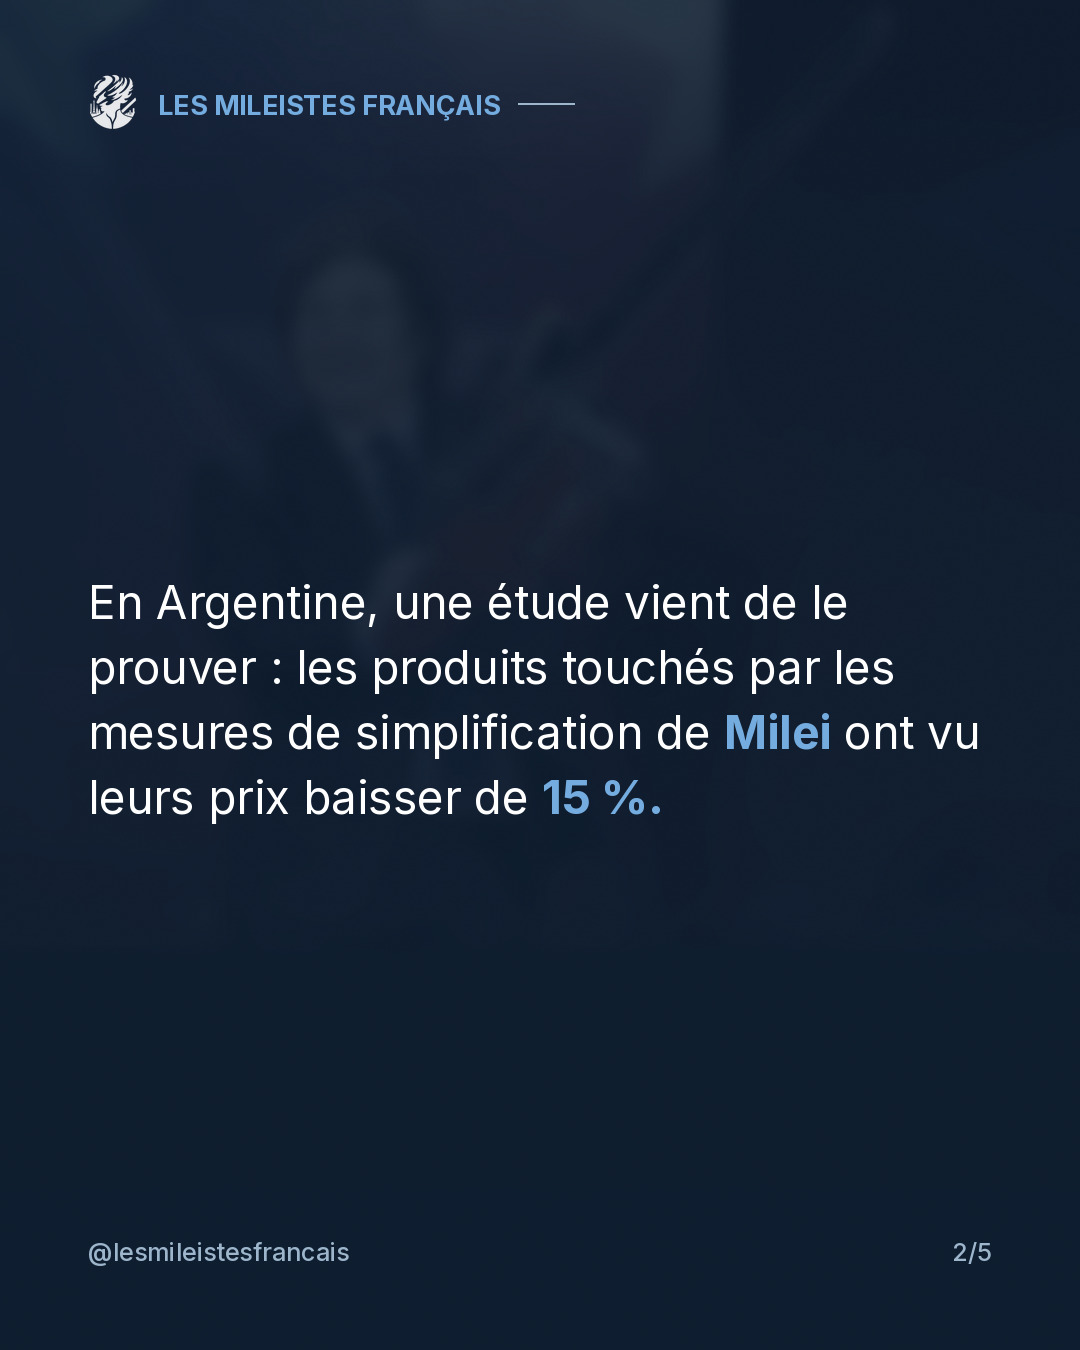 LES MILEISTES FRANÇAIS
En Argentine, une étude vient de le
prouver : les produits touchés par les
mesures de simplification de Milei ont vu
leurs prix baisser de 15 %.
@lesmileistesfrancais
2/5